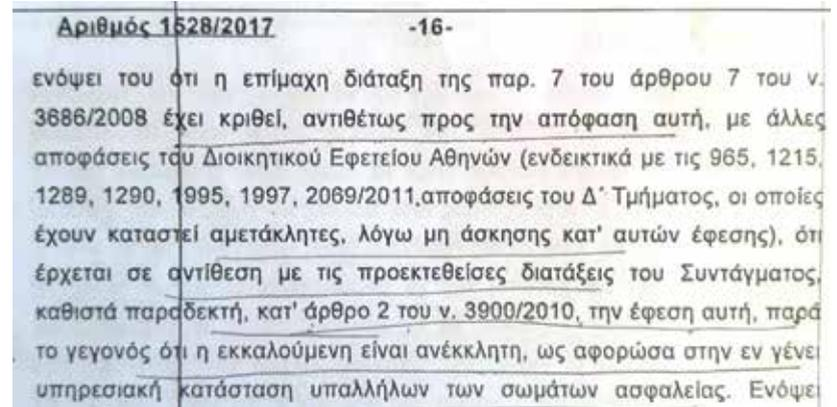 Αριθμός 1528/2017 -16-
ενόψει του ότι η επίμαχη διάταξη της παρ. 7 του άρθρου 7 του ν.
3686/2008 έχει κριθεί, αντιθέτως προς την απόφαση αυτή, με άλλες
αποφάσεις του Διοικητικού Εφετείου Αθηνών (ενδεικτικά με τις 965, 1215,
1289, 1290, 1995, 1997, 2069/2011,αποφάσεις του Δ΄ Τμήματος, οι οποίες
έχουν καταστεί αμετάκλητες, λόγω μη άσκησης κατ' αυτών έφεσης), ότι
έρχεται σε αντίθεση με τις προεκτεθείσες διατάξεις του Συντάγματος,
καθιστά παραδεκτή, κατ' άρθρο 2 του ν. 3900/2010, την έφεση αυτή, παρά
το γεγονός ότι η εκκαλούμενη είναι ανέκκλητη, ως αφορώσα στην εν γένει
υπηρεσιακή κατάσταση υπαλλήλων των σωμάτων ασφαλείας. Ενόψει